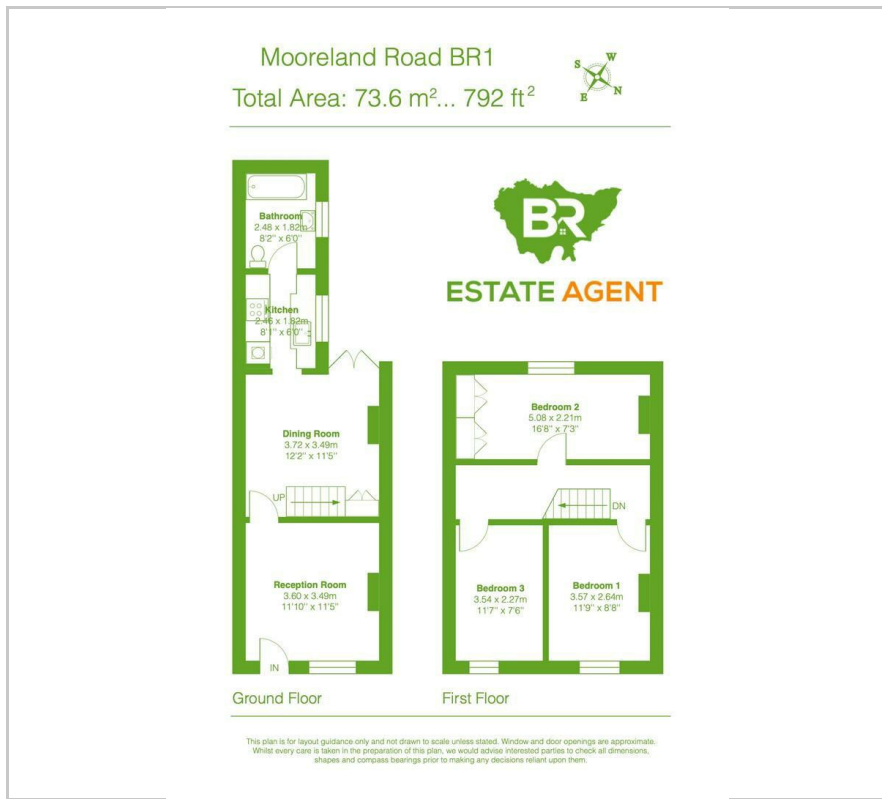 Mooreland Road BR1
Total Area: 73.6 m²... 792 ft²
S W
E N
Bathroom
2.48 x 1.82m
8'2" x 6'0"
Kitchen
2.46 x 1.82m
8'1" x 6'0"
Dining Room
3.72 x 3.49m
12'2" x 11'5"
UP
Reception Room
3.60 x 3.49m
11'10" x 11'5"
IN
Ground Floor
BR
ESTATE AGENT
Bedroom 2
5.08 x 2.21m
16'8" x 7'3"
DN
Bedroom 3
3.54 x 2.27m
11'7" x 7'6"
Bedroom 1
3.57 x 2.64m
11'9" x 8'8"
First Floor
This plan is for layout guidance only and not drawn to scale unless stated. Window and door openings are approximate.
Whilst every care is taken in the preparation of this plan, we would advise interested parties to check all dimensions,
shapes and compass bearings prior to making any decisions reliant upon them.